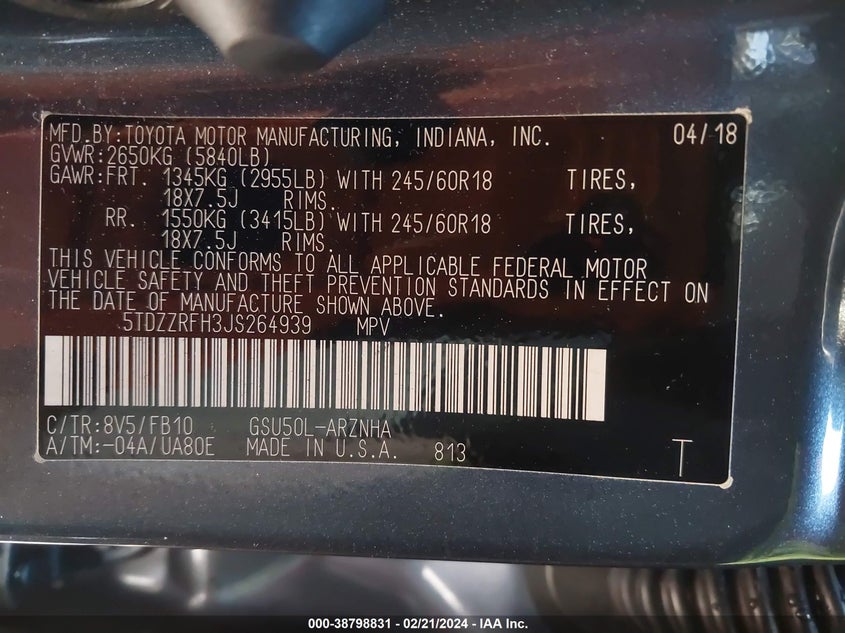 MFD.BY:TOYOTA MOTOR MANUFACTURING, INDIANA, INC. 04/18
GVWR:2650KG (5840LB)
GAWR:FRT. 1345KG (2955LB) WITH 245/60R18 TIRES,
18X7.5J RIMS.
RR. 1550KG (3415LB) WITH 245/60R18 TIRES,
18X7.5J RIMS.
THIS VEHICLE CONFORMS TO ALL APPLICABLE FEDERAL MOTOR
VEHICLE SAFETY AND THEFT PREVENTION STANDARDS IN EFFECT ON
THE DATE OF MANUFACTURE SHOWN ABOVE.
5TDZZRFH3JS264939 MPV
C/TR:8V5/FB10 GSU50L-ARZNHA
A/TM:-04A/UA80E MADE IN U.S.A. 813 T
000-38798831 - 02/21/2024 - IAA Inc.